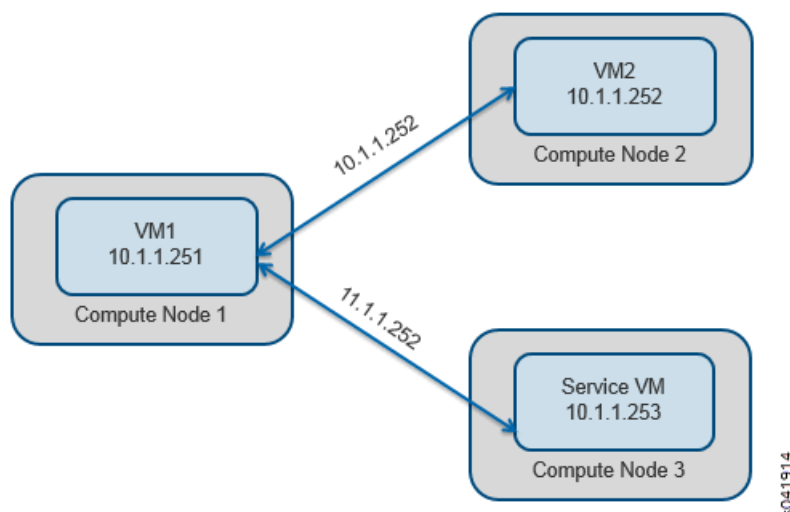 VM2
10.1.1.252
Compute Node 2
10.1.1.252
VM1
10.1.1.251
Compute Node 1
11.1.1.252
Service VM
10.1.1.253
Compute Node 3